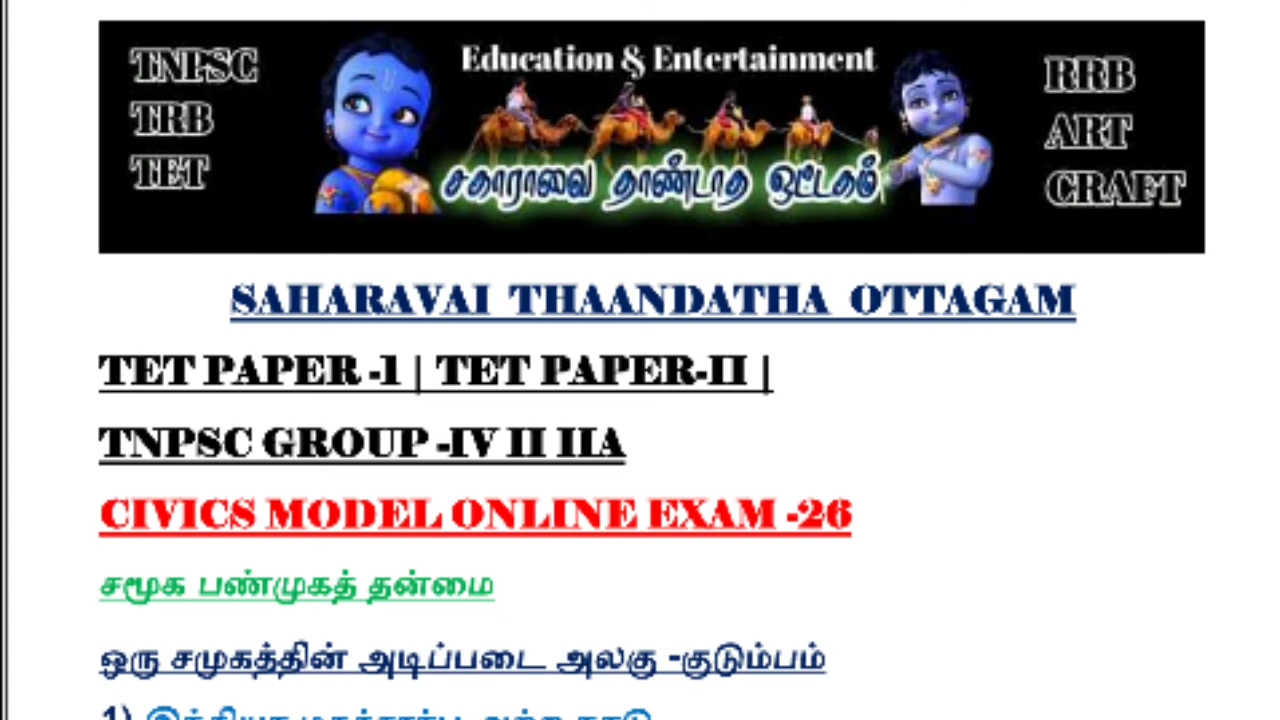 TNPSC
TRB
TET
Education & Entertainment
சகாராவை தாண்டாத ஒட்டகம்
RRB
ART
CRAFT
SAHARAVAI THAANDATHA OTTAGAM
TET PAPER -1 | TET PAPER-II |
TNPSC GROUP -IV II IIA
CIVICS MODEL ONLINE EXAM -26
சமூக பண்முகத் தன்மை
ஒரு சமுகத்தின் அடிப்படை அலகு -குடும்பம்
1)